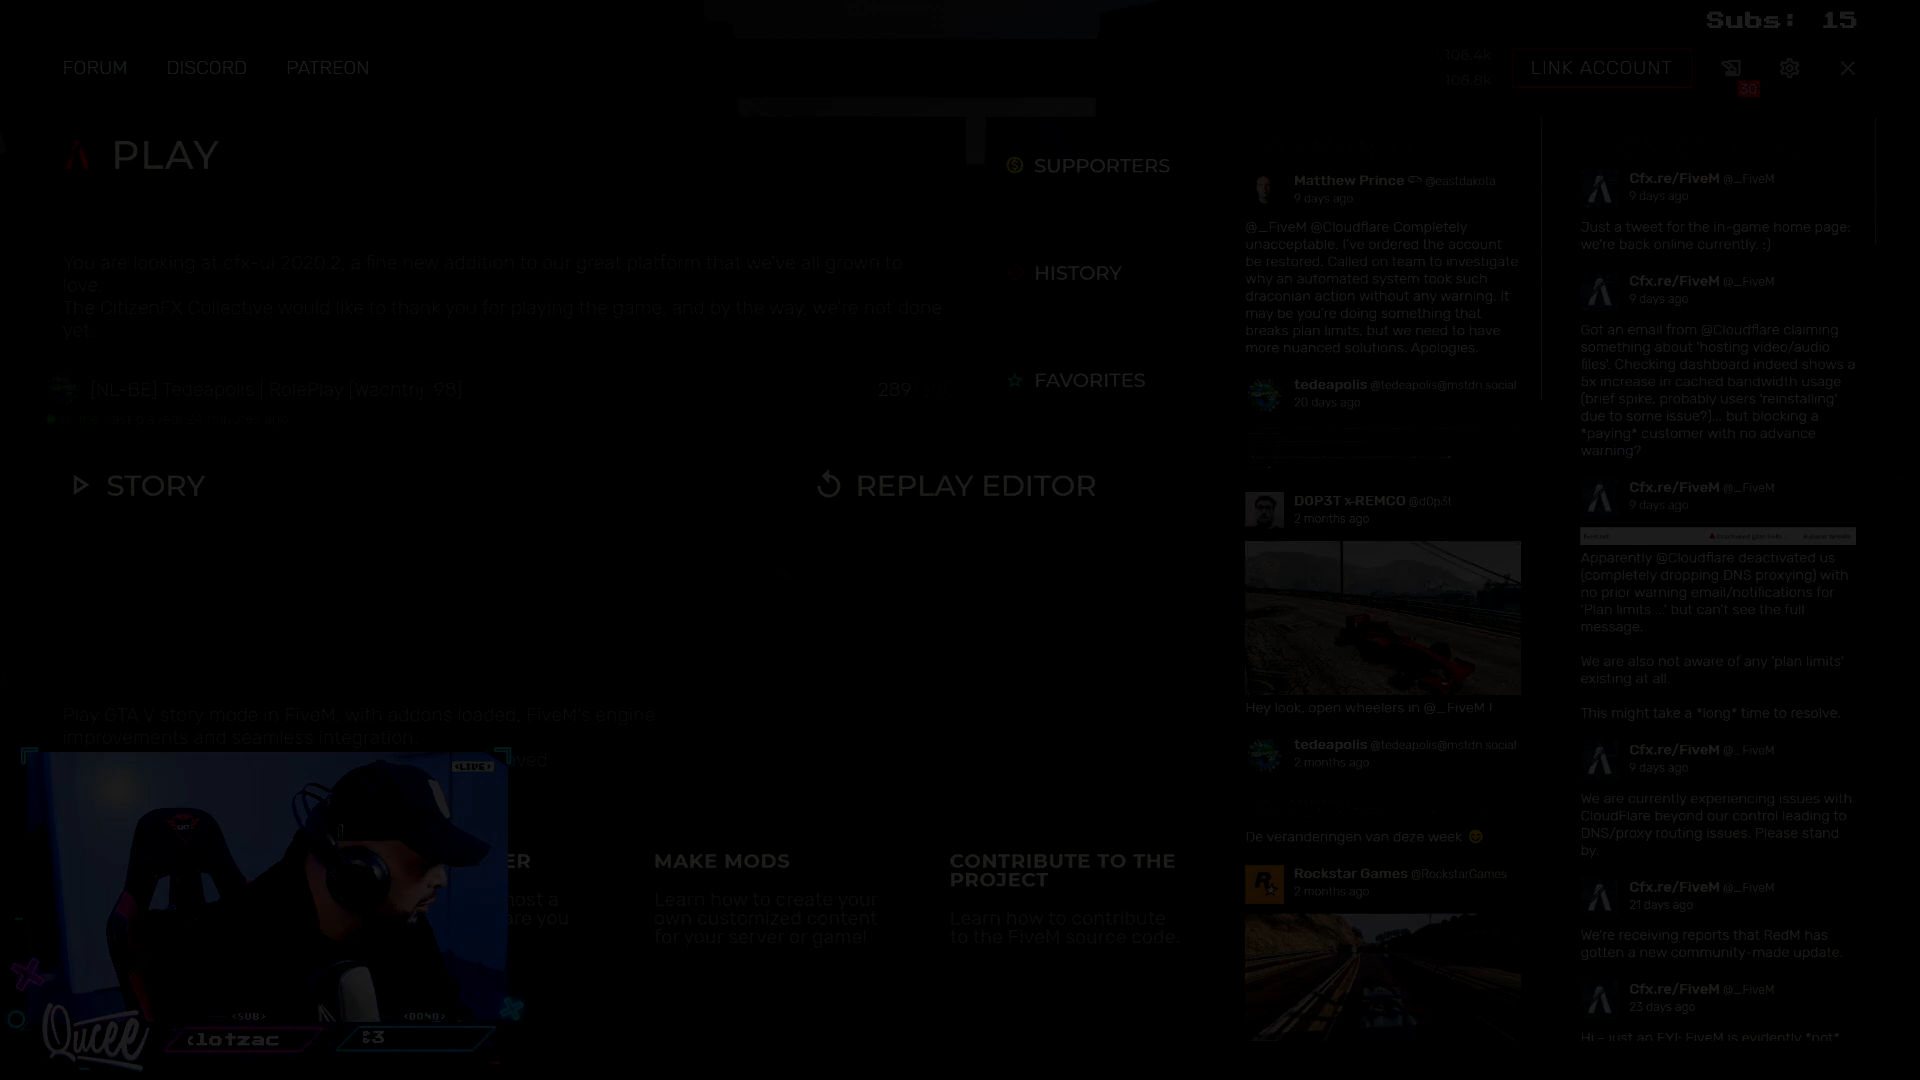 Subs: 15
FORUM
DISCORD
PATREON
106.4k
108.8k
LINK ACCOUNT
30
PLAY
You are looking at cfx-ui 2020.2, a fine new addition to our great platform that we've all grown to
love
The CitizenFX Collective would like to thank you for playing the game, and by the way, we're not done
yet.
[NL-BE] Tedeapolis | RolePlay [Wachtrij: 98]
289
SUPPORTERS
HISTORY
FAVORITES
STORY
REPLAY EDITOR
Play GTA V story mode in FiveM, with addons loaded, FiveM's engine
improvements and seamless integration.
MAKE MODS
Learn how to create your
own customized content
for your server or game!
CONTRIBUTE TO THE
PROJECT
Learn how to contribute
to the FiveM source code.
Matthew Prince @eastdakota
9 days ago
@_FiveM @Cloudflare Completely
unacceptable. I've ordered the account
be restored. Called on team to investigate
why an automated system took such
draconian action without any warning. It
may be you're doing something that
breaks plan limits, but we need to have
more nuanced solutions. Apologies.
tedeapolis @tedeapolis@mstdn.social
20 days ago
D0P3T x REMCO @d0p3t
2 months ago
Hey look, open wheelers in @_FiveM !
tedeapolis @tedeapolis@mstdn.social
2 months ago
De veranderingen van deze week
Rockstar Games @RockstarGames
2 months ago
Cfx.re/FiveM @_FiveM
9 days ago
Just a tweet for the in-game home page:
we're back online currently. :)
Cfx.re/FiveM @_FiveM
9 days ago
Got an email from @Cloudflare claiming
something about 'hosting video/audio
files'. Checking dashboard indeed shows a
5x increase in cached bandwidth usage
(brief spike, probably users 'reinstalling'
due to some issue?)... but blocking a
*paying* customer with no advance
warning?
Cfx.re/FiveM @_FiveM
9 days ago
Apparently @Cloudflare deactivated us
(completely dropping DNS proxying) with
no prior warning email/notifications for
'Plan limits ...' but can't see the full
message.
We are also not aware of any 'plan limits'
existing at all.
This might take a *long* time to resolve.
Cfx.re/FiveM @_FiveM
9 days ago
We are currently experiencing issues with
CloudFlare beyond our control leading to
DNS/proxy routing issues. Please stand
by.
Cfx.re/FiveM @_FiveM
21 days ago
We're receiving reports that RedM has
gotten a new community-made update.
Cfx.re/FiveM @_FiveM
23 days ago
Hi - just an FYI: FiveM is evidently *not*
<LIVE>
Qucee
<SUB>
<DONO>
lotzac
:3